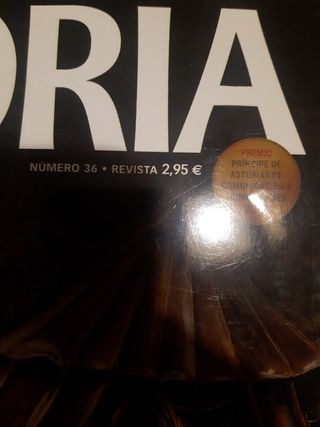 ORIA
NÚMERO 36 • REVISTA 2,95 €
PREMIO
PRÍNCIPE DE
ASTURIAS DE
COMUNICACIÓN Y